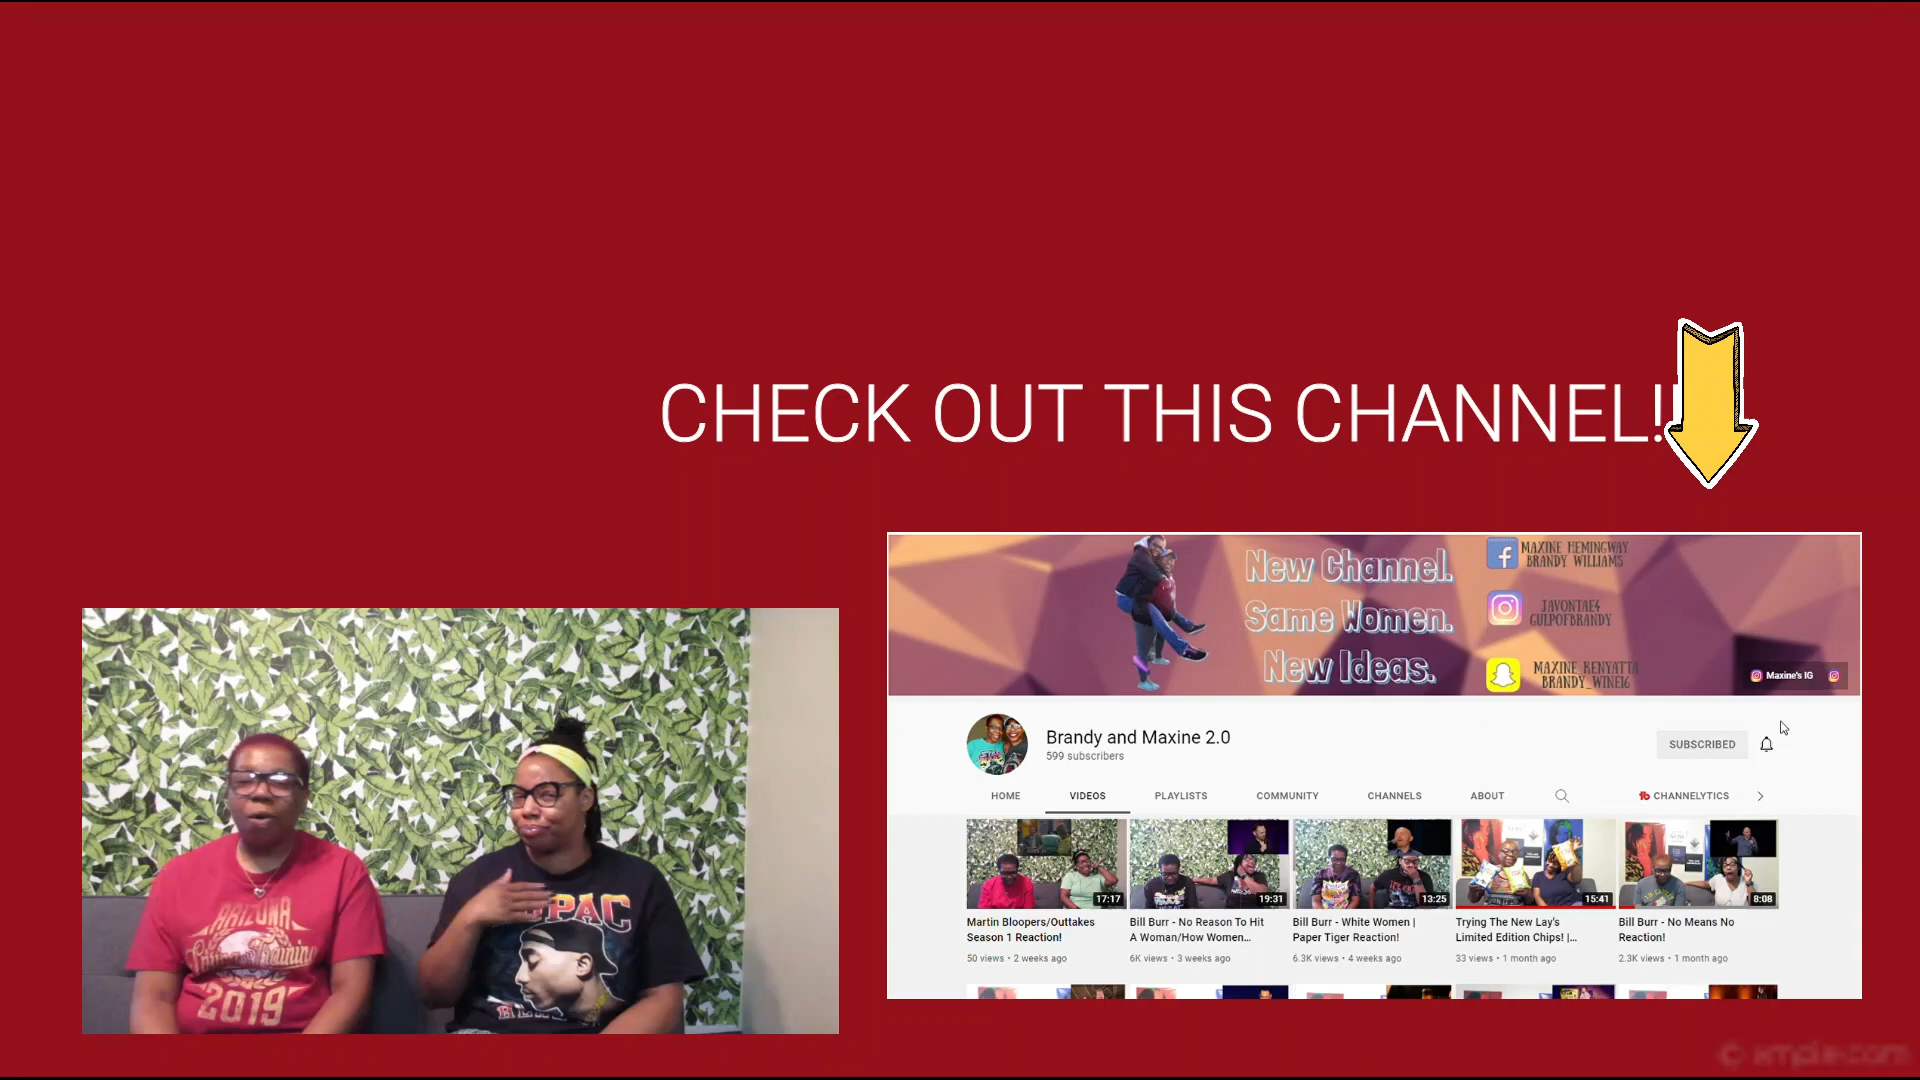 CHECK OUT THIS CHANNEL!!
New Channel.
Same Women.
New Ideas.
MAXINE HEMINGWAY
BRANDY WILLIAMS
JAVONTAE4
GULPOFBRANDY
MAXINE_KENYATTA
BRANDY_WINE16
Maxine's IG
Brandy and Maxine 2.0
599 subscribers
SUBSCRIBED
HOME VIDEOS PLAYLISTS COMMUNITY CHANNELS ABOUT CHANNELYTICS
17:17 19:31 13:25 15:41 8:08
Martin Bloopers/Outtakes
Season 1 Reaction!
50 views • 2 weeks ago
Bill Burr - No Reason To Hit
A Woman/How Women...
6K views • 3 weeks ago
Bill Burr - White Women |
Paper Tiger Reaction!
6.3K views • 4 weeks ago
Trying The New Lay's
Limited Edition Chips! |...
33 views • 1 month ago
Bill Burr - No Means No
Reaction!
2.3K views • 1 month ago
ARIZONA
Spring Training
2019